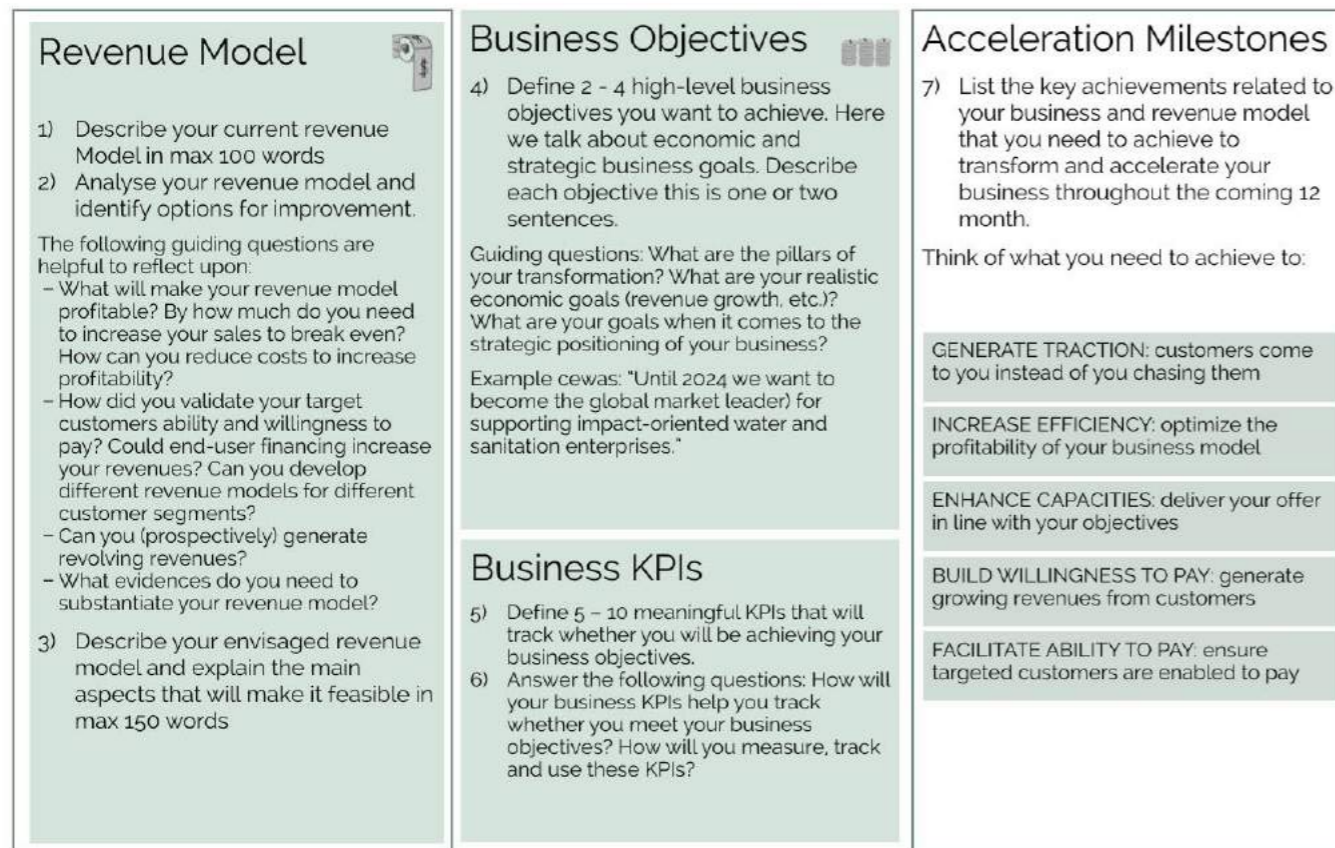 Revenue Model
1) Describe your current revenue
Model in max 100 words
2) Analyse your revenue model and
identify options for improvement.
The following guiding questions are
helpful to reflect upon:
– What will make your revenue model
profitable? By how much do you need
to increase your sales to break even?
How can you reduce costs to increase
profitability?
– How did you validate your target
customers ability and willingness to
pay? Could end-user financing increase
your revenues? Can you develop
different revenue models for different
customer segments?
– Can you (prospectively) generate
revolving revenues?
– What evidences do you need to
substantiate your revenue model?
3) Describe your envisaged revenue
model and explain the main
aspects that will make it feasible in
max 150 words
Business Objectives
4) Define 2 - 4 high-level business
objectives you want to achieve. Here
we talk about economic and
strategic business goals. Describe
each objective this is one or two
sentences.
Guiding questions: What are the pillars of
your transformation? What are your realistic
economic goals (revenue growth, etc.)?
What are your goals when it comes to the
strategic positioning of your business?
Example cewas: "Until 2024 we want to
become the global market leader) for
supporting impact-oriented water and
sanitation enterprises."
Business KPIs
5) Define 5 – 10 meaningful KPIs that will
track whether you will be achieving your
business objectives.
6) Answer the following questions: How will
your business KPIs help you track
whether you meet your business
objectives? How will you measure, track
and use these KPIs?
Acceleration Milestones
7) List the key achievements related to
your business and revenue model
that you need to achieve to
transform and accelerate your
business throughout the coming 12
month.
Think of what you need to achieve to:
GENERATE TRACTION: customers come
to you instead of you chasing them
INCREASE EFFICIENCY: optimize the
profitability of your business model
ENHANCE CAPACITIES: deliver your offer
in line with your objectives
BUILD WILLINGNESS TO PAY: generate
growing revenues from customers
FACILITATE ABILITY TO PAY: ensure
targeted customers are enabled to pay